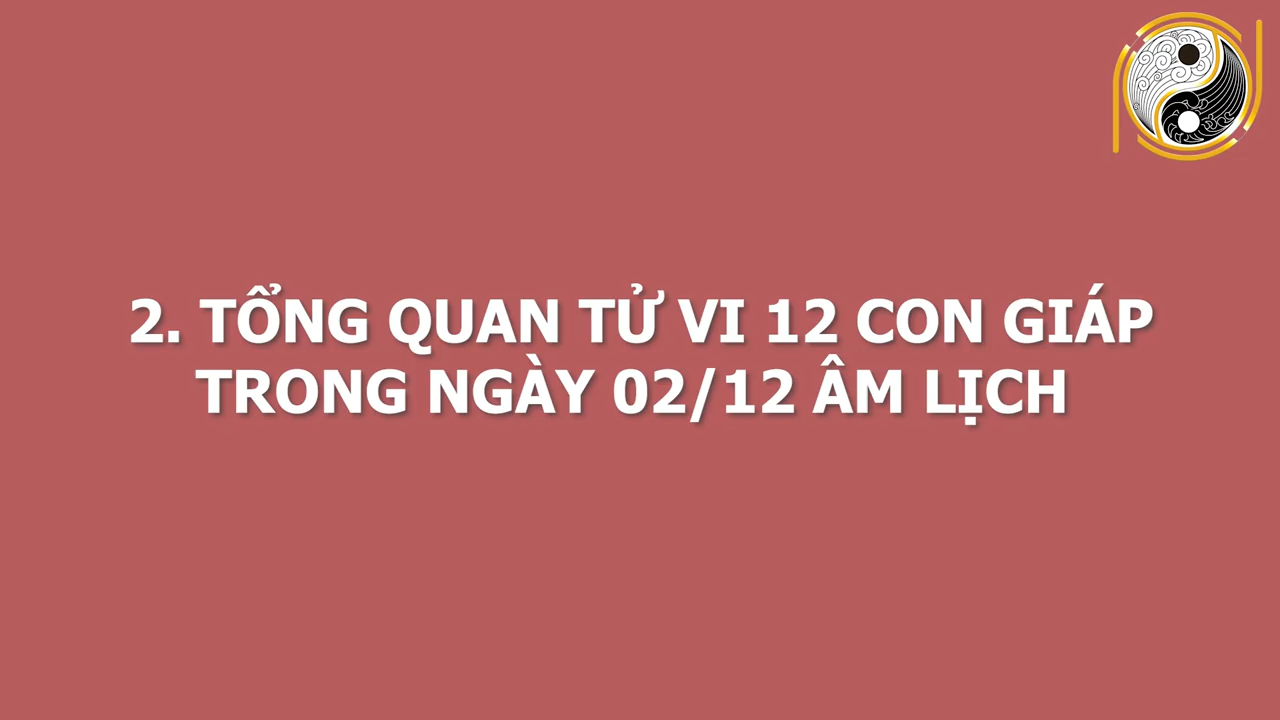 2. TỔNG QUAN TỬ VI 12 CON GIÁP
TRONG NGÀY 02/12 ÂM LỊCH